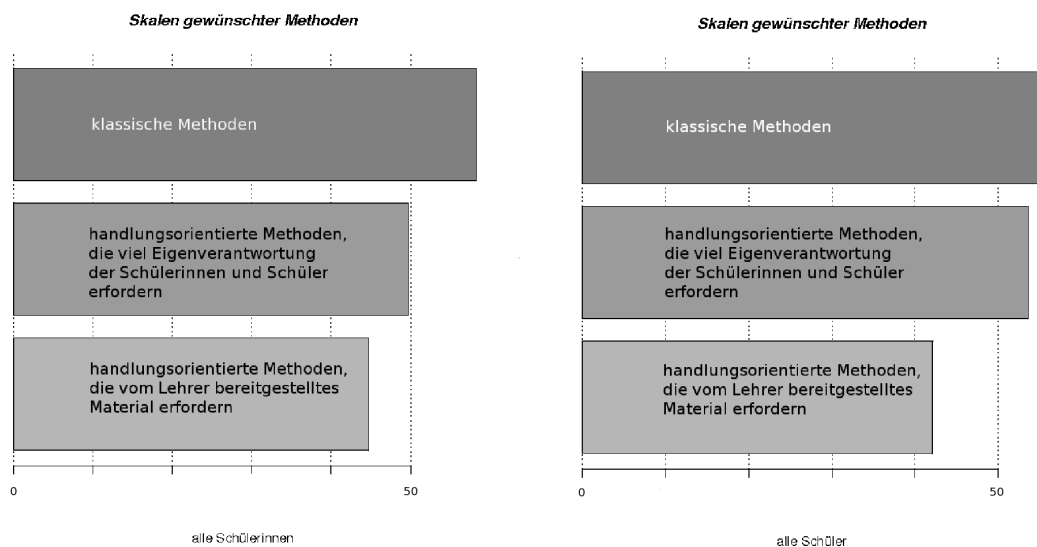 Skalen gewünschter Methoden
klassische Methoden
handlungsorientierte Methoden,
die viel Eigenverantwortung
der Schülerinnen und Schüler
erfordern
handlungsorientierte Methoden,
die vom Lehrer bereitgestelltes
Material erfordern
0
50
alle Schülerinnen
Skalen gewünschter Methoden
klassische Methoden
handlungsorientierte Methoden,
die viel Eigenverantwortung
der Schülerinnen und Schüler
erfordern
handlungsorientierte Methoden,
die vom Lehrer bereitgestelltes
Material erfordern
0
50
alle Schüler